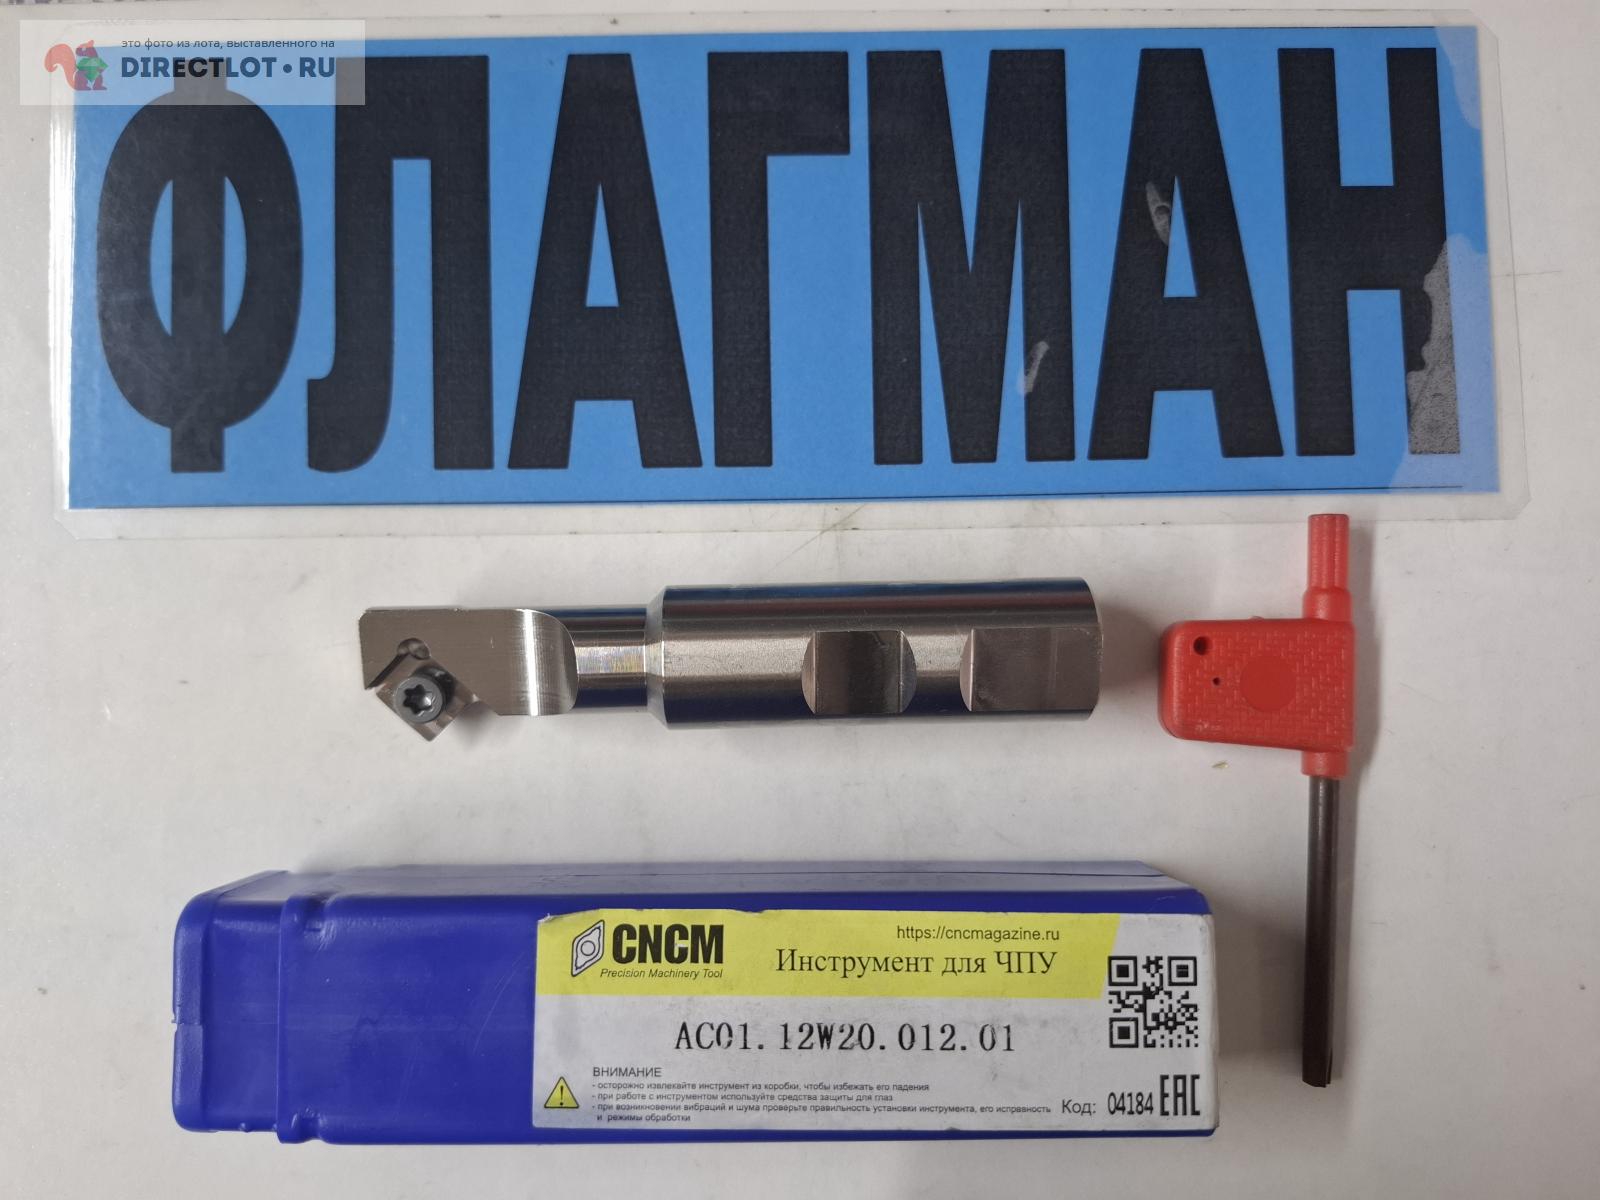 это фото из лота, выставленного на
DIRECTLOT•RU
ФЛАГМАН
CNCM
Precision Machinery Tool
https://cncmagazine.ru
Инструмент для ЧПУ
AC01.12W20.012.01
ВНИМАНИЕ
- осторожно извлекайте инструмент из коробки, чтобы избежать его падения
- при работе с инструментом используйте средства защиты для глаз
- при возникновении вибраций и шума проверьте правильность установки инструмента, его исправность
и режимы обработки
Код: 04184 EAC